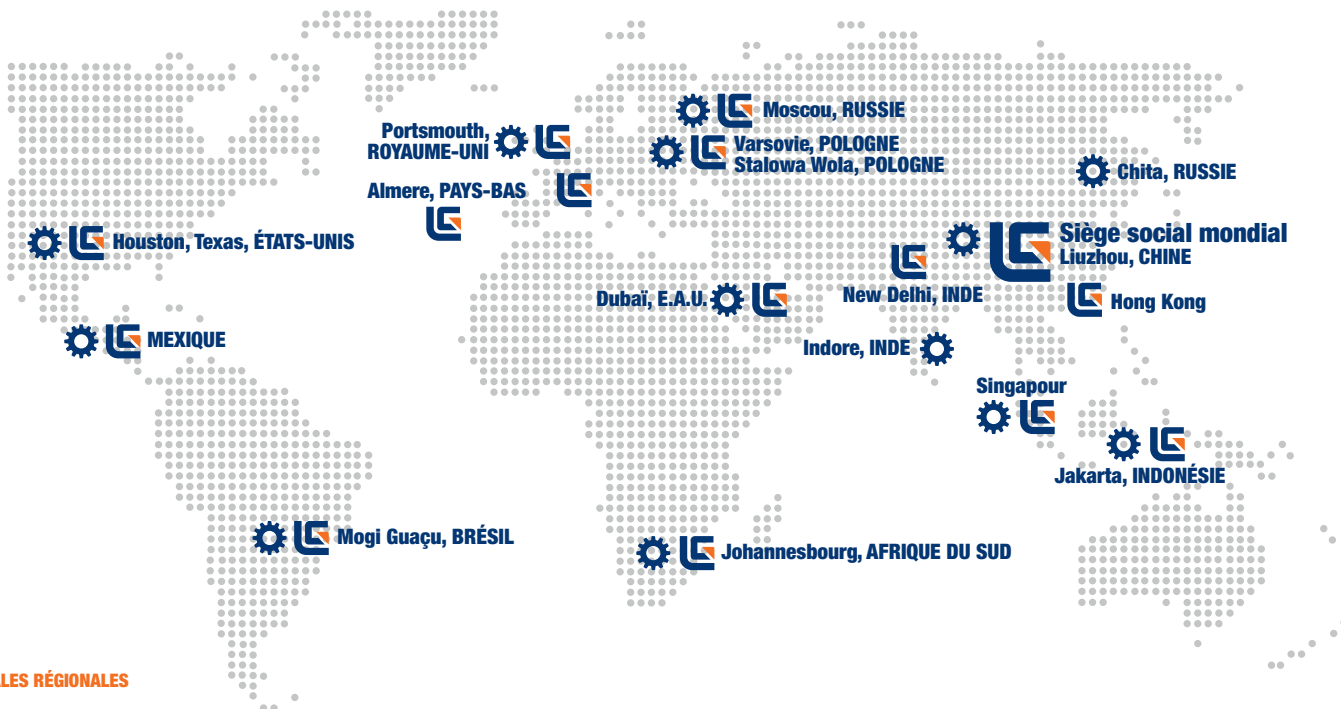 Moscou, RUSSIE
Portsmouth,
ROYAUME-UNI
Varsovie, POLOGNE
Stalowa Wola, POLOGNE
Chita, RUSSIE
Almere, PAYS-BAS
Houston, Texas, ÉTATS-UNIS
Siège social mondial
Liuzhou, CHINE
New Delhi, INDE
Dubaï, E.A.U.
Hong Kong
MEXIQUE
Indore, INDE
Singapour
Jakarta, INDONÉSIE
Mogi Guaçu, BRÉSIL
Johannesbourg, AFRIQUE DU SUD
RÉGIONALES